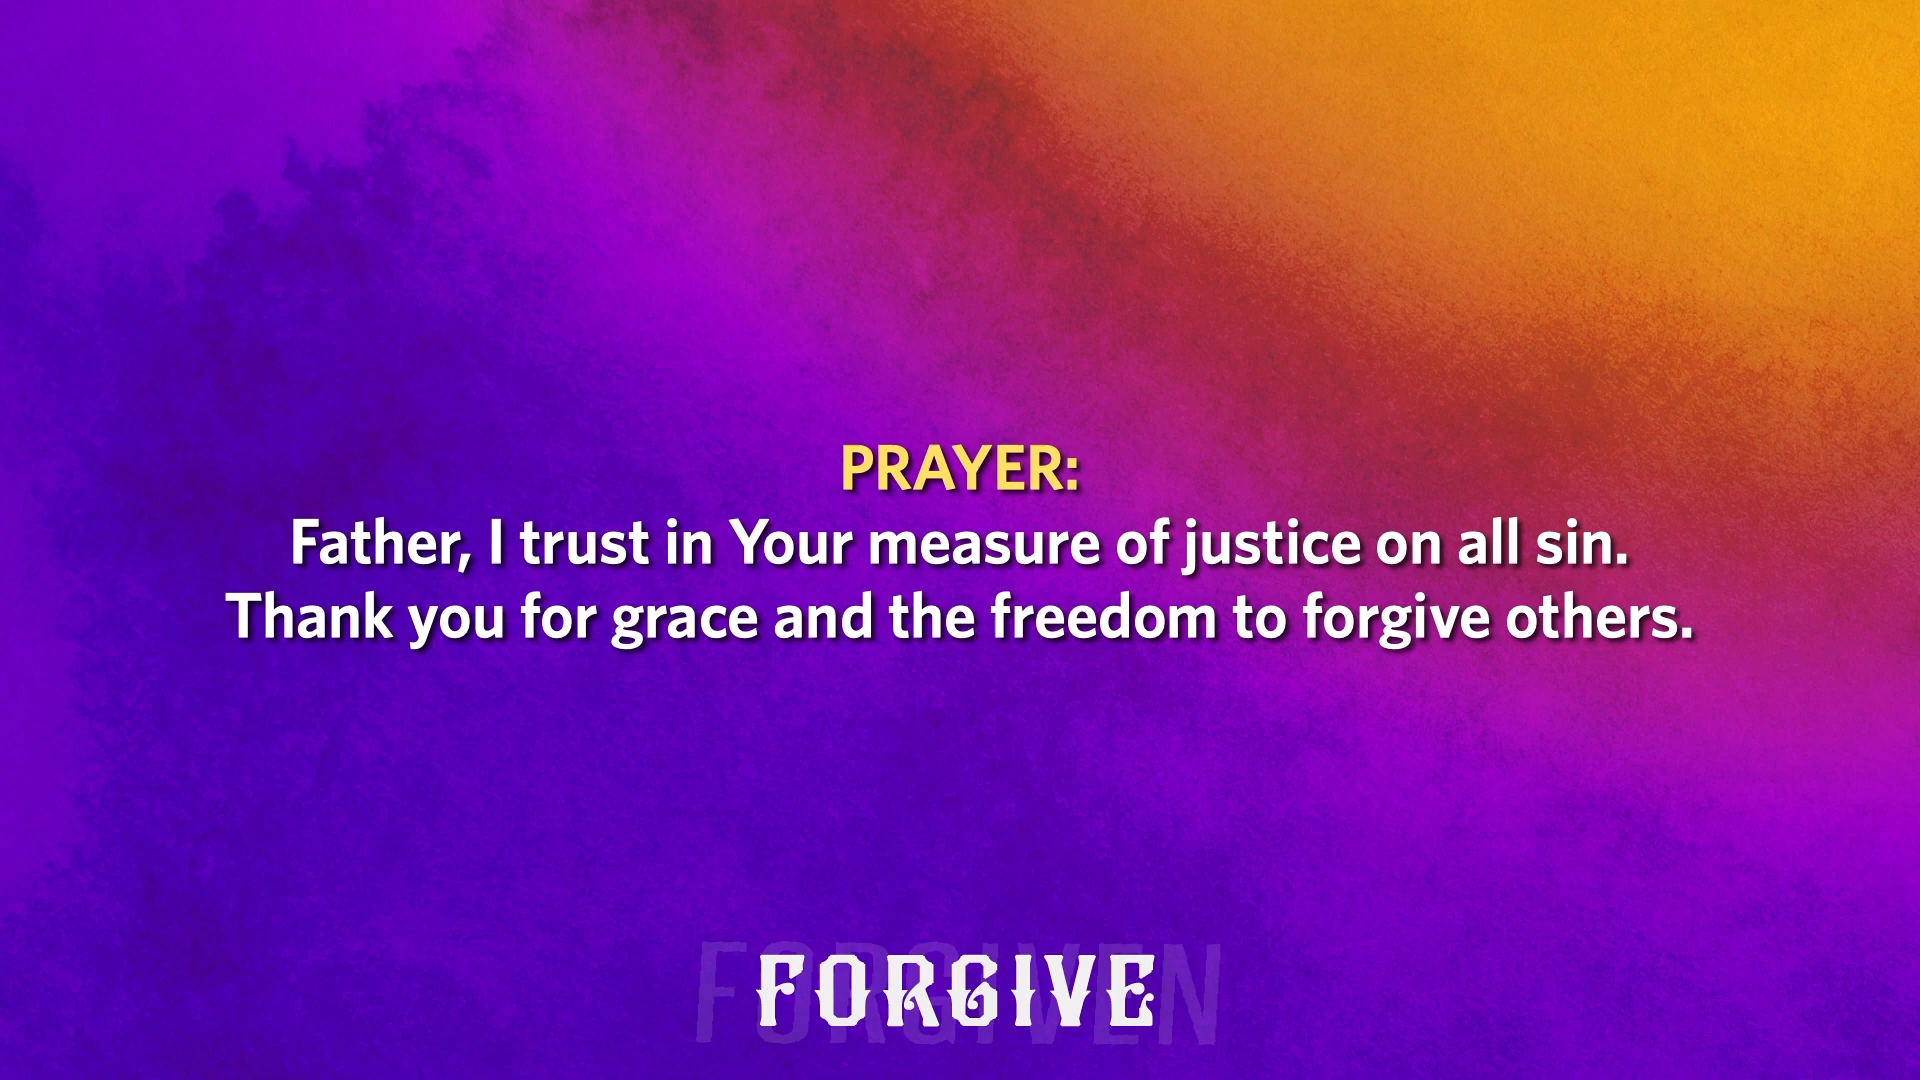 PRAYER:
Father, I trust in Your measure of justice on all sin.
Thank you for grace and the freedom to forgive others.
FORGIVEN
FORGIVE